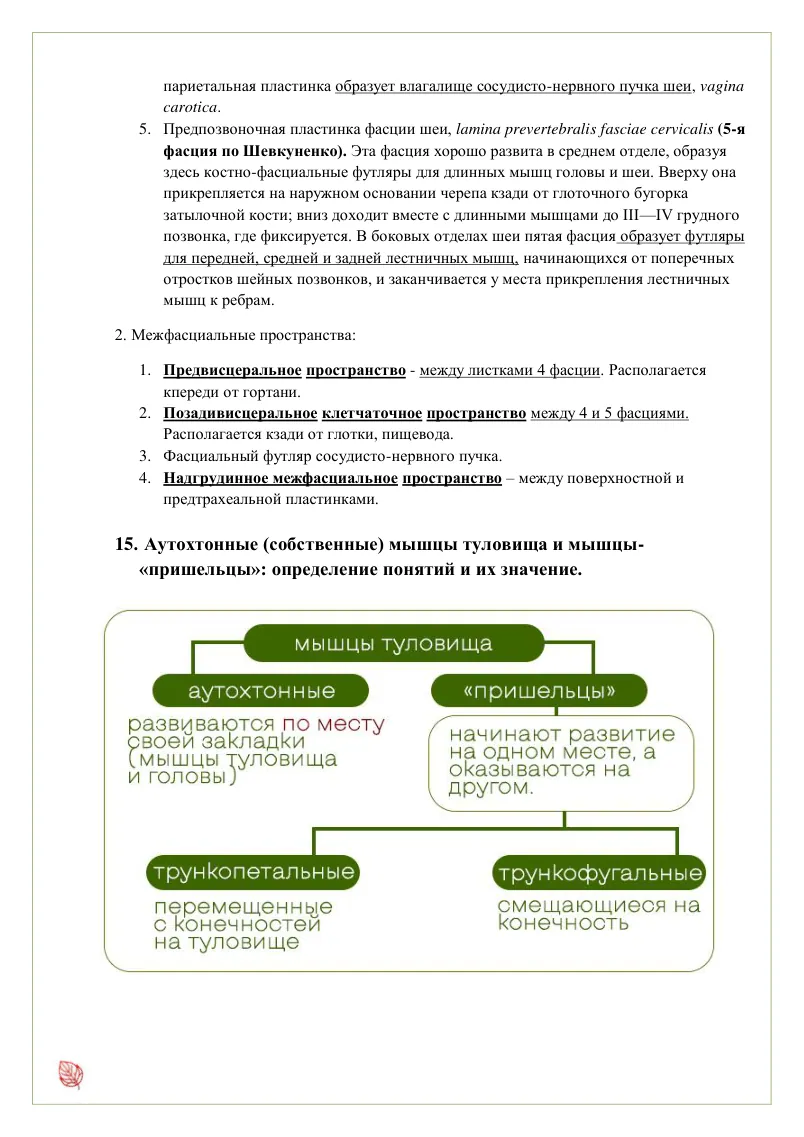 париетальная пластинка образует влагалище сосудисто-нервного пучка шеи, vagina
carotica.
5. Предпозвоночная пластинка фасции шеи, lamina prevertebralis fasciae cervicalis (5-я
фасция по Шевкуненко). Эта фасция хорошо развита в среднем отделе, образуя
здесь костно-фасциальные футляры для длинных мышц головы и шеи. Вверху она
прикрепляется на наружном основании черепа кзади от глоточного бугорка
затылочной кости; вниз доходит вместе с длинными мышцами до III—IV грудного
позвонка, где фиксируется. В боковых отделах шеи пятая фасция образует футляры
для передней, средней и задней лестничных мышц, начинающихся от поперечных
отростков шейных позвонков, и заканчивается у места прикрепления лестничных
мышц к ребрам.
2. Межфасциальные пространства:
1. Предвисцеральное пространство - между листками 4 фасции. Располагается
кпереди от гортани.
2. Позадивисцеральное клетчаточное пространство между 4 и 5 фасциями.
Располагается кзади от глотки, пищевода.
3. Фасциальный футляр сосудисто-нервного пучка.
4. Надгрудинное межфасциальное пространство – между поверхностной и
предтрахеальной пластинками.
15. Аутохтонные (собственные) мышцы туловища и мышцы-
«пришельцы»: определение понятий и их значение.
мышцы туловища
аутохтонные
развиваются по месту
своей закладки
(мышцы туловища
и головы)
«пришельцы»
начинают развитие
на одном месте, а
оказываются на
другом.
трункопетальные
перемещенные
с конечностей
на туловище
трункофугальные
смещающиеся на
конечность